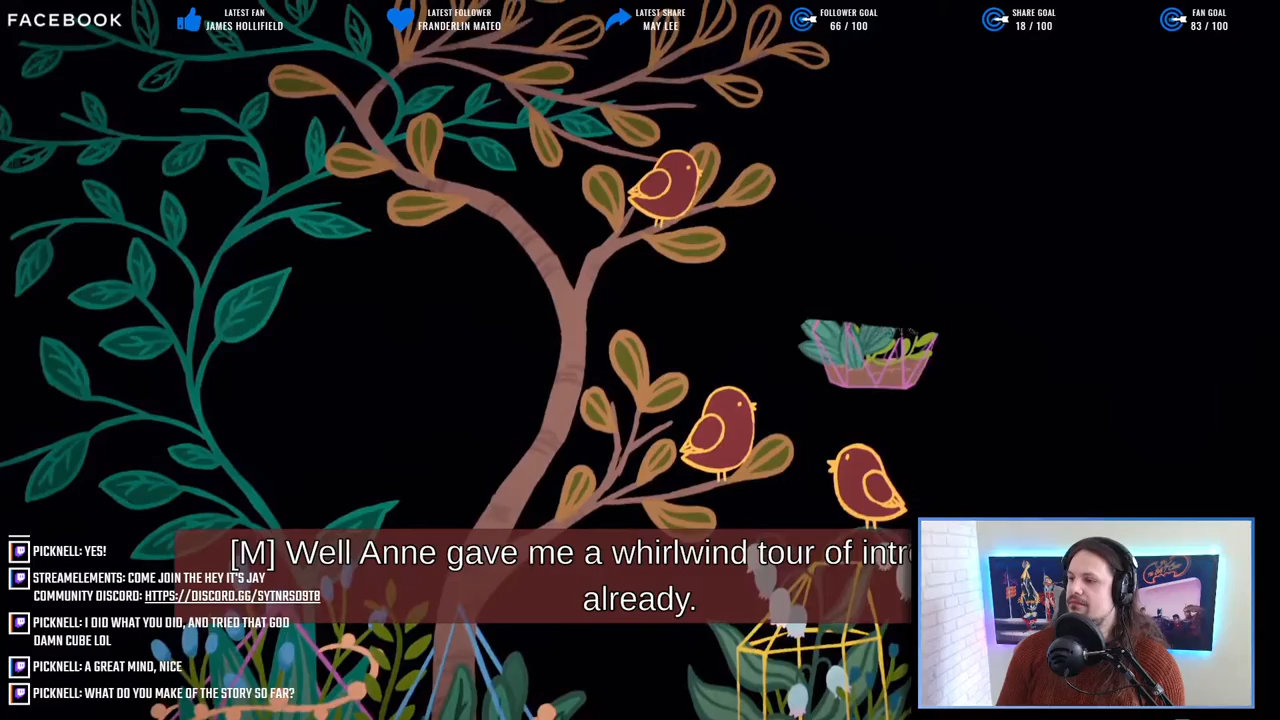 FACEBOOK
LATEST FAN
JAMES HOLLIFIELD
LATEST FOLLOWER
FRANDERLIN MATEO
LATEST SHARE
MAY LEE
FOLLOWER GOAL
66 / 100
SHARE GOAL
18 / 100
FAN GOAL
83 / 100
[M] Well Anne gave me a whirlwind tour of
already.
PICKNELL: YES!
STREAMELEMENTS: COME JOIN THE HEY IT'S JAY
COMMUNITY DISCORD: HTTPS://DISCORD.GG/SYTNRSD9T8
PICKNELL: I DID WHAT YOU DID, AND TRIED THAT GOD
DAMN CUBE LOL
PICKNELL: A GREAT MIND, NICE
PICKNELL: WHAT DO YOU MAKE OF THE STORY SO FAR?